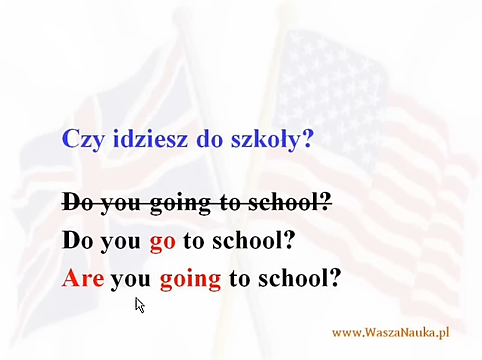 Czy idziesz do szkoły?
Do you going to school?
Do you go to school?
Are you going to school?
www.WaszaNauka.pl